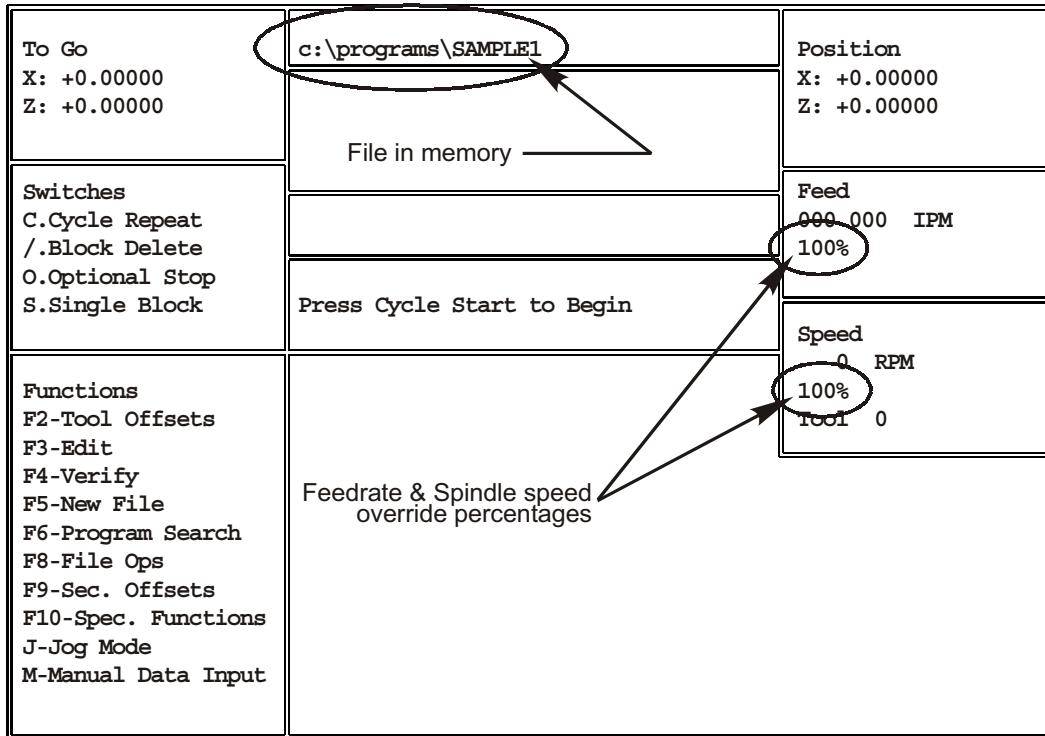 To Go
X: +0.00000
Z: +0.00000
c:\programs\SAMPLE1
File in memory
Position
X: +0.00000
Z: +0.00000
Switches
C.Cycle Repeat
/.Block Delete
O.Optional Stop
S.Single Block
Press Cycle Start to Begin
Feed
000.000 IPM
100%
Speed
0 RPM
100%
Tool 0
Functions
F2-Tool Offsets
F3-Edit
F4-Verify
F5-New File
F6-Program Search
F8-File Ops
F9-Sec. Offsets
F10-Spec. Functions
J-Jog Mode
M-Manual Data Input
Feedrate & Spindle speed
override percentages